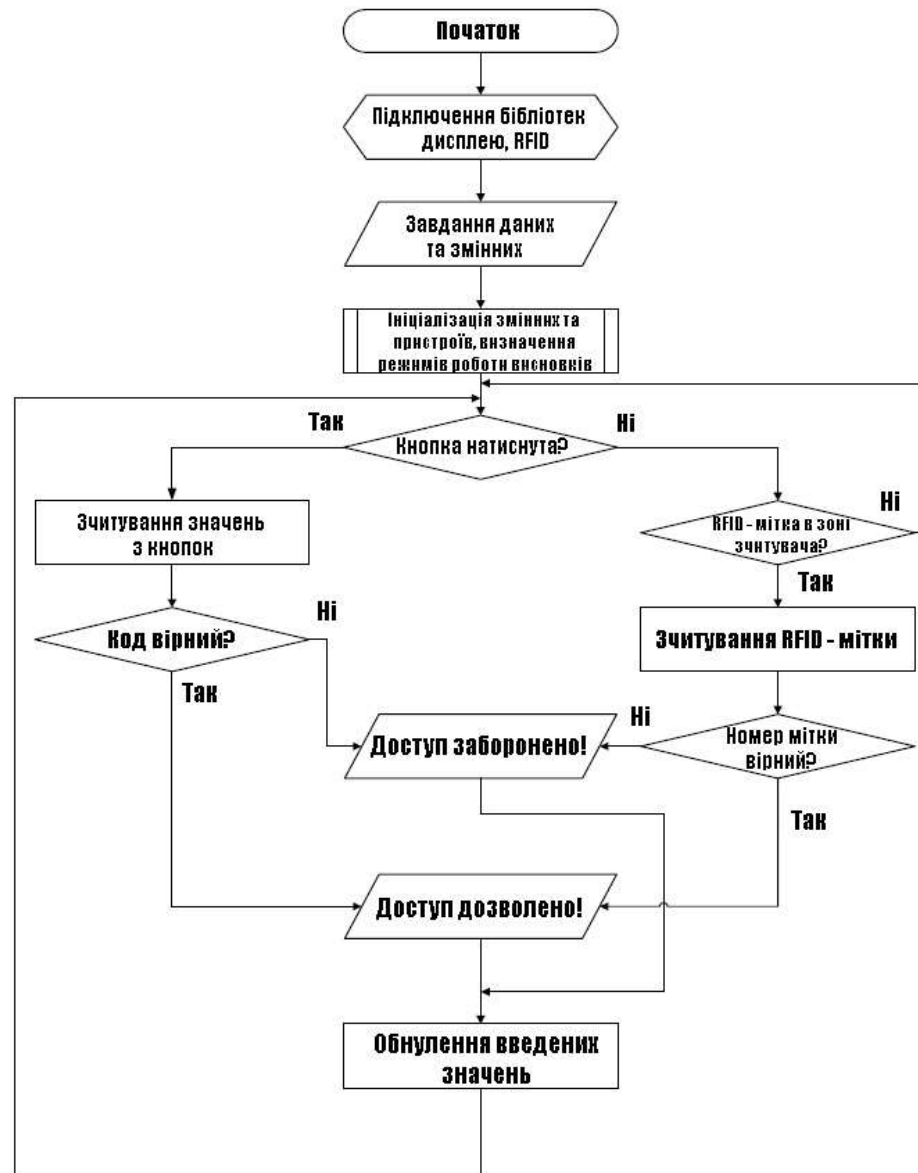 Початок
Підключення бібліотек
дисплею, RFID
Завдання даних
та змінних
Ініціалізація змінних та
пристроїв, визначення
режимів роботи висновків
Так
Ні
Кнопка натиснута?
Зчитування значень
з кнопок
Ні
RFID - мітка в зоні
зчитувача?
Так
Ні
Код вірний?
Зчитування RFID - мітки
Так
Ні
Доступ заборонено!
Номер мітки
вірний?
Так
Доступ дозволено!
Обнулення введених
значень